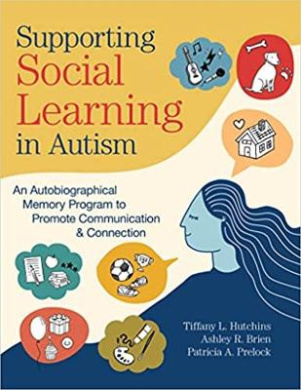 Supporting
Social
Learning
in Autism
An Autobiographical
Memory Program to
Promote Communication
& Connection
Tiffany L. Hutchins
Ashley R. Brien
Patricia A. Prelock